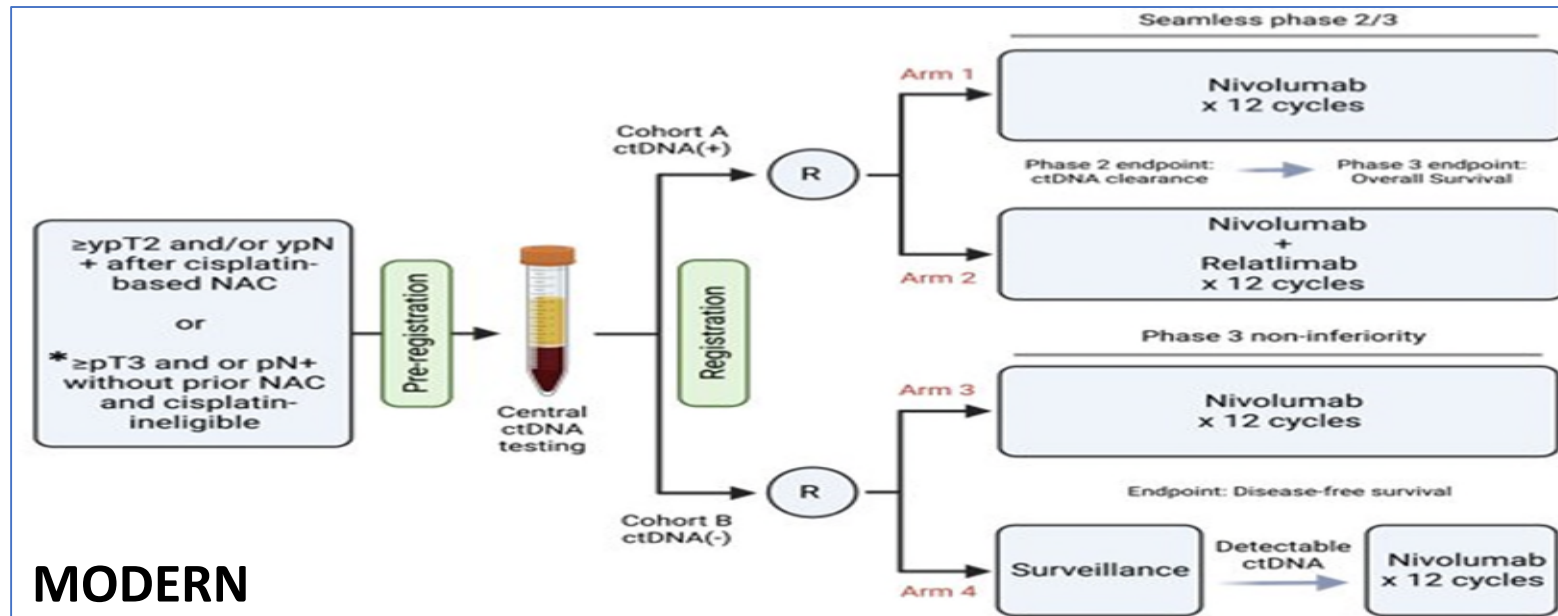 Seamless phase 2/3
Arm 1
Nivolumab
x 12 cycles
Cohort A
ctDNA(+)
R
Phase 2 endpoint:
ctDNA clearance
Phase 3 endpoint:
Overall Survival
Arm 2
Nivolumab
+
Relatlimab
x 12 cycles
≥ypT2 and/or ypN
+ after cisplatin-
based NAC
or
*≥pT3 and or pN+
without prior NAC
and cisplatin-
ineligible
Pre-registration
Central
ctDNA
testing
Registration
Phase 3 non-inferiority
Arm 3
Nivolumab
x 12 cycles
Cohort B
ctDNA(-)
R
Endpoint: Disease-free survival
Arm 4
Surveillance
Detectable
ctDNA
Nivolumab
x 12 cycles
MODERN